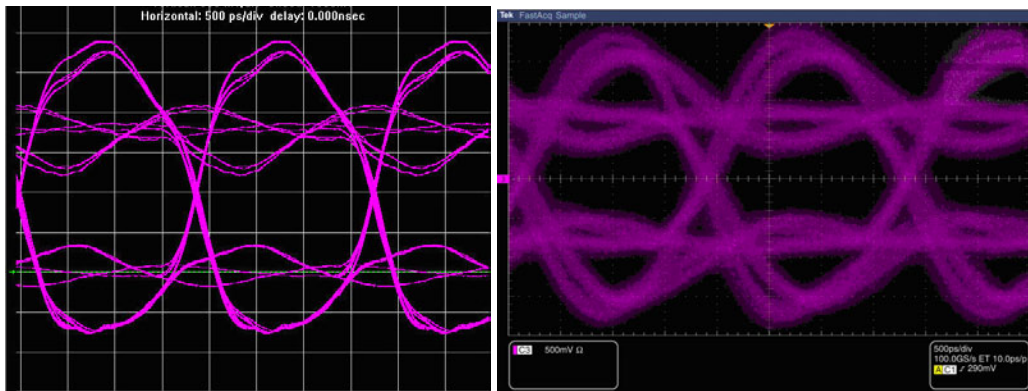 Horizontal: 500 ps/div delay: 0.000nsec
Tek FastAcq Sample
3
C3 500mV Ω
500ps/div
100.0GS/s ET 10.0ps/p
A C1 ƒ 290mV